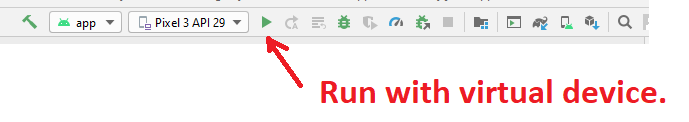 app
Pixel 3 API 29
Run with virtual device.